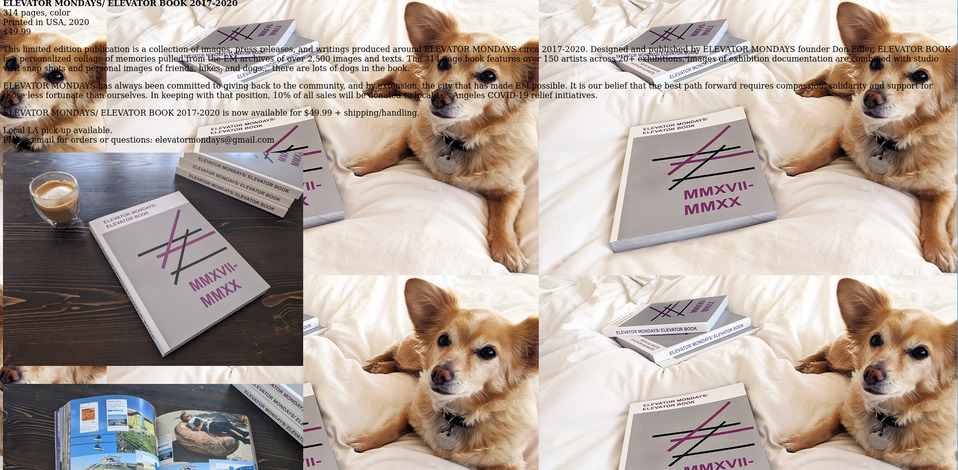 ELEVATOR MONDAYS/ ELEVATOR BOOK 2017-2020
314 pages, color
Printed in USA, 2020
$49.99
This limited edition publication is a collection of images, press releases, and writings produced around ELEVATOR MONDAYS circa 2017-2020. Designed and published by ELEVATOR MONDAYS founder Don Edler, ELEVATOR BOOK
is a personalized collage of memories pulled from the EM archives of over 2,500 images and texts. The 314 page book features over 150 artists across 20+ exhibitions, images of exhibition documentation are combined with studio
visit snap shots and personal images of friends, hikes, and dogs... there are lots of dogs in the book.
ELEVATOR MONDAYS has always been committed to giving back to the community, and by extension, the city that has made EM possible. It is our belief that the best path forward requires compassion, solidarity and support for
those less fortunate than ourselves. In keeping with that position, 10% of all sales will be donated to local Los Angeles COVID-19 relief initiatives.
ELEVATOR MONDAYS/ ELEVATOR BOOK 2017-2020 is now available for $49.99 + shipping/handling.
Local LA pick-up available.
Please email for orders or questions: elevatormondays@gmail.com
ELEVATOR MONDAYS/ ELEVATOR BOOK
ELEVATOR MONDAYS/ ELEVATOR BOOK
ELEVATOR MONDAYS/ ELEVATOR BOOK
ELEVATOR MONDAYS/ ELEVATOR BOOK
ELEVATOR MONDAYS/
ELEVATOR BOOK
MMXVII-
MMXX
ELEVATOR MONDAYS/
ELEVATOR BOOK
MMXVII-
MMXX
ELEVATOR MONDAYS/ ELEVATOR BOOK
ELEVATOR MONDAYS/ ELEVATOR BOOK
ELEVATOR MONDAYS/
ELEVATOR BOOK
MMXVII-